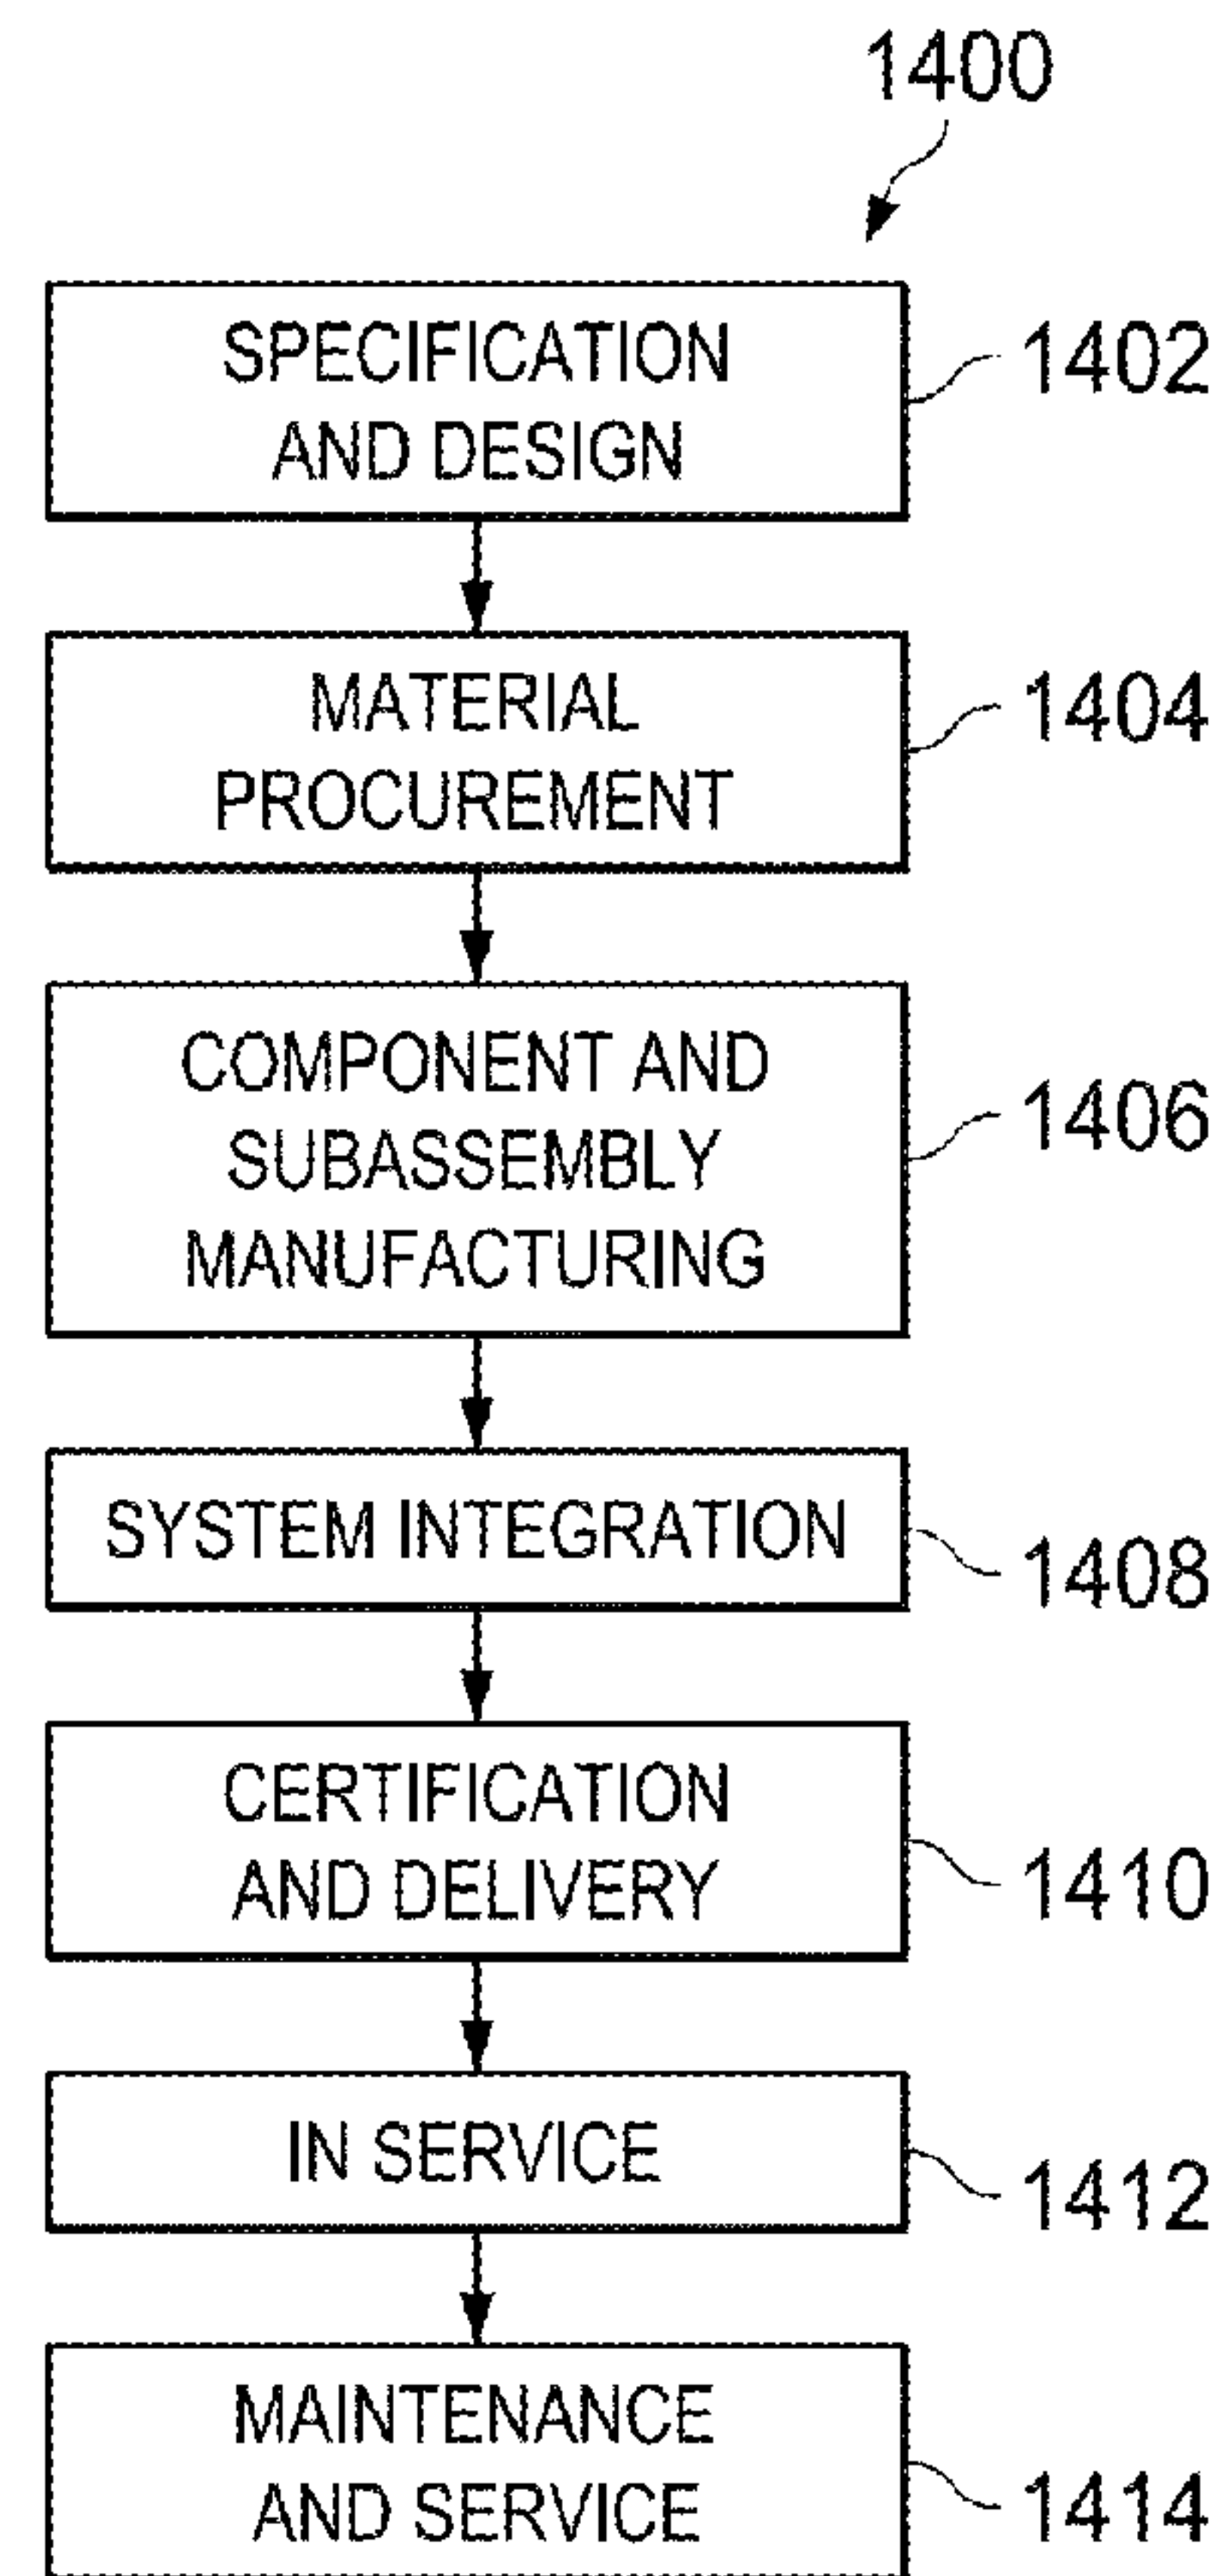 1400
SPECIFICATION
AND DESIGN
1402
MATERIAL
PROCUREMENT
1404
COMPONENT AND
SUBASSEMBLY
MANUFACTURING
1406
SYSTEM INTEGRATION
1408
CERTIFICATION
AND DELIVERY
1410
IN SERVICE
1412
MAINTENANCE
AND SERVICE
1414